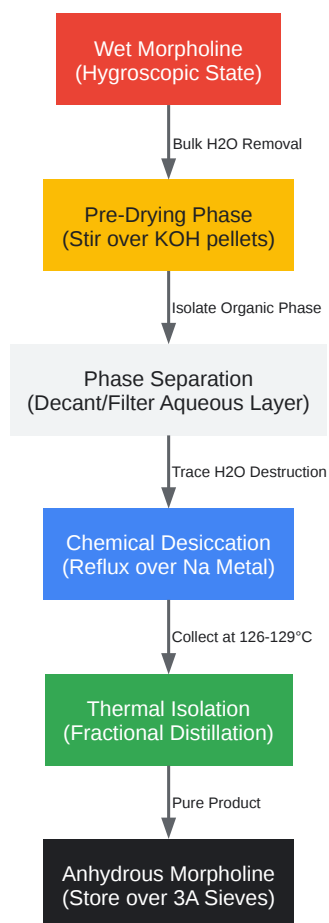 Wet Morpholine
(Hygroscopic State)
Bulk H2O Removal
Pre-Drying Phase
(Stir over KOH pellets)
Isolate Organic Phase
Phase Separation
(Decant/Filter Aqueous Layer)
Trace H2O Destruction
Chemical Desiccation
(Reflux over Na Metal)
Collect at 126-129°C
Thermal Isolation
(Fractional Distillation)
Pure Product
Anhydrous Morpholine
(Store over 3A Sieves)